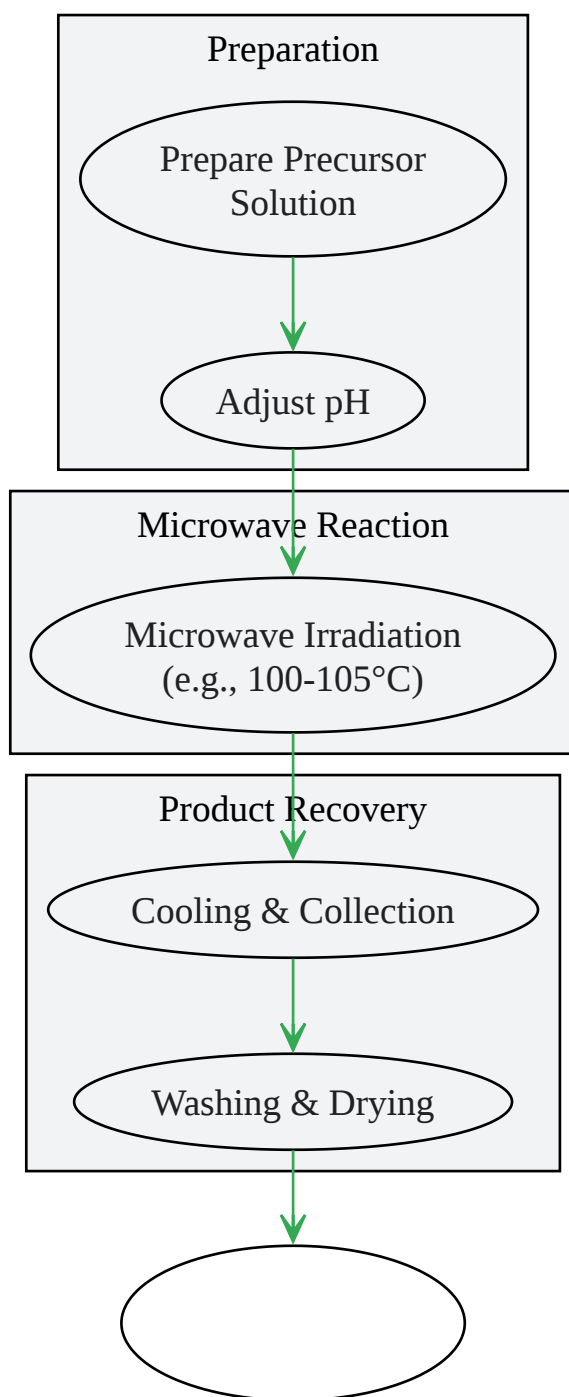 Preparation
Prepare Precursor
Solution
Adjust pH
Microwave Reaction
Microwave Irradiation
(e.g., 100-105°C)
Product Recovery
Cooling & Collection
Washing & Drying